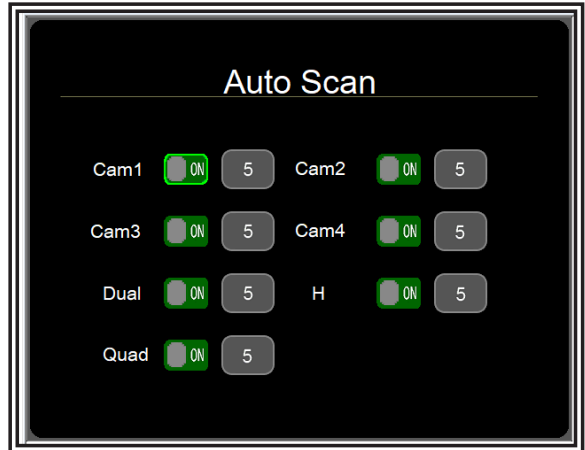 Auto Scan
Cam1 ON 5 Cam2 ON 5
Cam3 ON 5 Cam4 ON 5
Dual ON 5 H ON 5
Quad ON 5